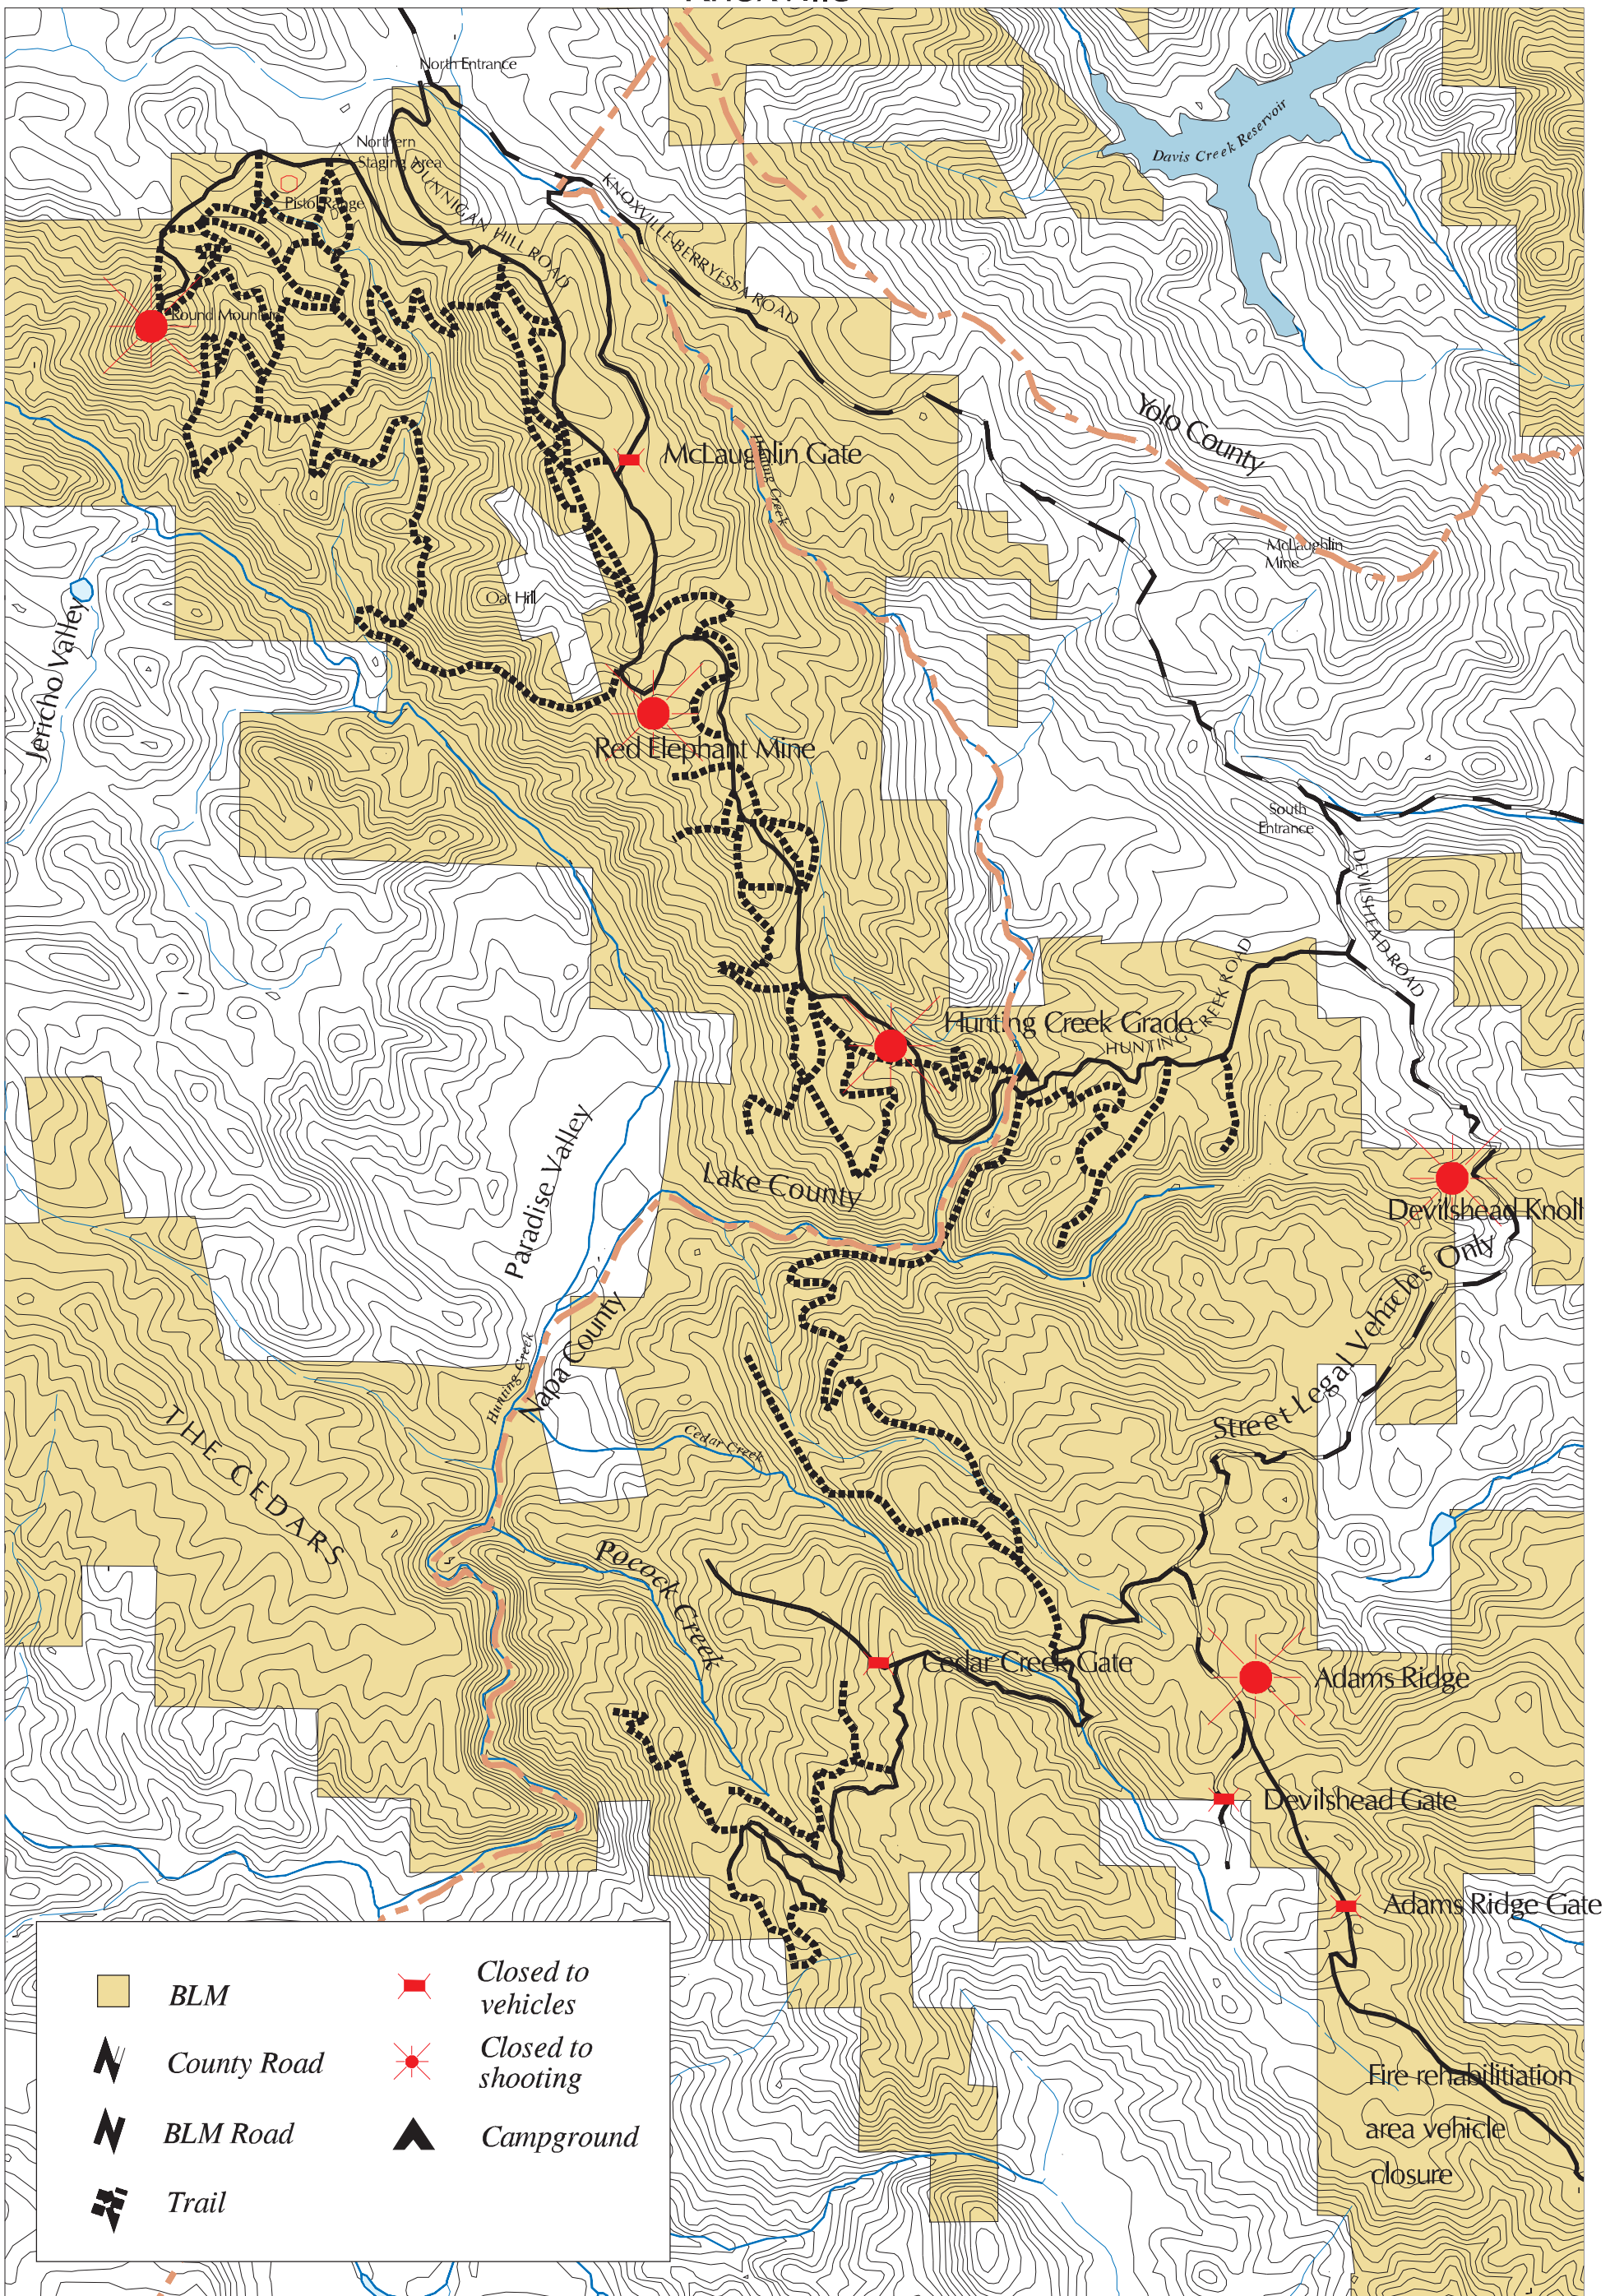 North Entrance
Northern
Staging Area
Pistol Range
DUNNIGAN HILL ROAD
KNOXVILLE-BERRYESSA ROAD
Davis Creek Reservoir
Round Mountain
Yolo County
McLaughlin Gate
Hunting Creek
McLaughlin
Mine
Oat Hill
Jericho Valley
Red Elephant Mine
South
Entrance
DEVILSHEAD ROAD
Hunting Creek Grade
HUNTING CREEK ROAD
Paradise Valley
Lake County
Devilshead Knoll
Street Legal Vehicles Only
Napa County
Hunting Creek
Cedar Creek
THE CEDARS
Pocock Creek
Cedar Creek Gate
Adams Ridge
Devilshead Gate
Adams Ridge Gate
Fire rehabilitiation
area vehicle
closure
BLM
County Road
BLM Road
Trail
Closed to
vehicles
Closed to
shooting
Campground